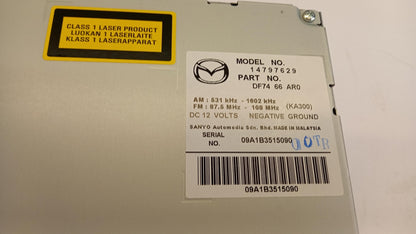 CLASS 1 LASER PRODUCT
LUOKAN 1 LASERLAITE
KLASS 1 LASERAPPARAT
MODEL NO.
14797629
PART NO.
DF74 66 AR0
AM : 531 kHz - 1602 kHz
FM : 87.5 MHz - 108 MHz (KA300)
DC 12 VOLTS NEGATIVE GROUND
SANYO Automedia Sdn. Bhd. MADE IN MALAYSIA
SERIAL
NO.
09A1B3515090
09A1B3515090